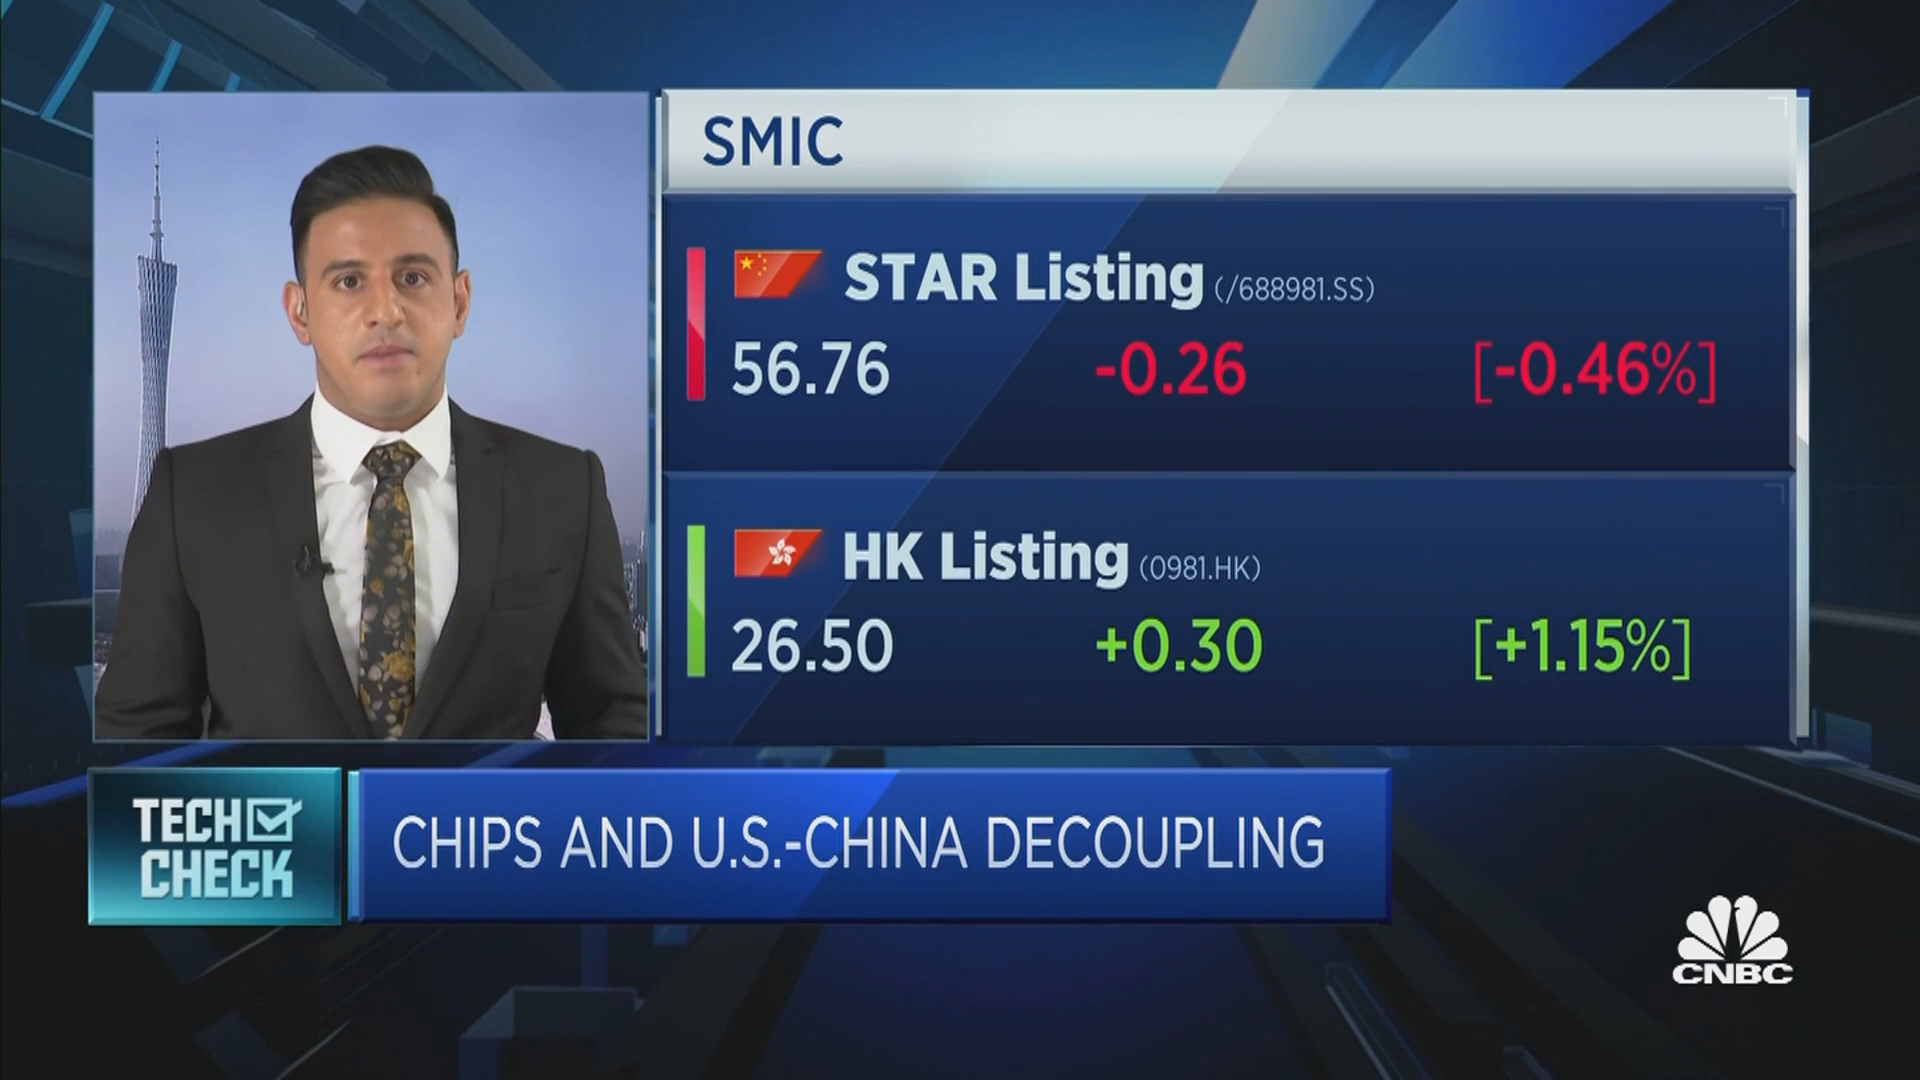 SMIC
STAR Listing (/688981.SS)
56.76 -0.26 [-0.46%]
HK Listing (0981.HK)
26.50 +0.30 [+1.15%]
TECH
CHECK
CHIPS AND U.S.-CHINA DECOUPLING
CNBC